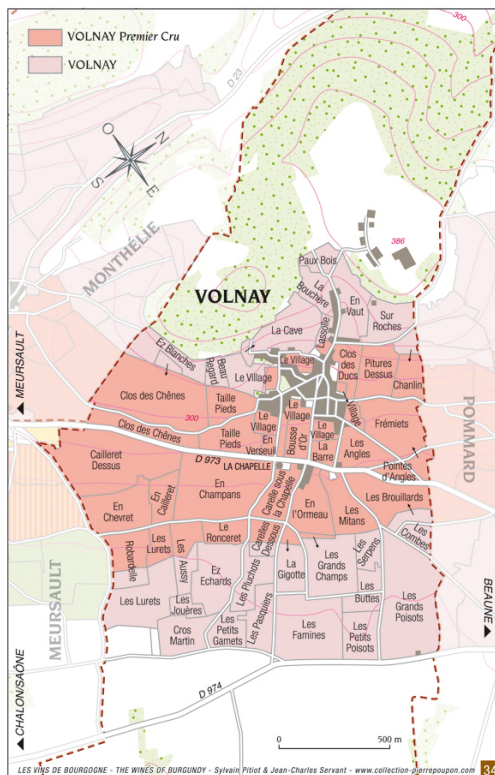 VOLNAY Premier Cru
VOLNAY
300
D 23
O
N
S
E
MONTHÉLIE
386
Paux Bois
La
Bouchère
En
Vaut
Sur
Roches
VOLNAY
Lassolle
La Cave
Ez Blanches
Beau
Regard
Le Village
Le Village
Clos
des
Ducs
Pitures
Dessus
Chanlin
MEURSAULT
Clos des Chênes
Taille
Pieds
300
Le
Village
Le
Village
Village
Frémiets
POMMARD
Clos des Chênes
Taille
Pieds
En
Verseuil
Bousse
d'Or
Le
Village
La
Barre
Les
Angles
D 973
LA CHAPELLE
Pointes
d'Angles
Cailleret
Dessus
En
Cailleret
En
Champans
Carelle sous
la Chapelle
Les Brouillards
En
Chevret
En
l'Ormeau
Les
Mitans
Le
Ronceret
Carelles
Dessous
Les
Combes
Robardelle
Les
Lurets
Les
Aussy
Ez
Echards
Les Pluchots
La
Gigotte
Les
Grands
Champs
Les
Serpens
MEURSAULT
Les Lurets
Les
Jouères
Les Pasquiers
Les
Buttes
Les
Grands
Poisots
BEAUNE
Cros
Martin
Les
Petits
Gamets
Les
Famines
Les
Petits
Poisots
CHALON/SAÔNE
D 974
0
500 m
LES VINS DE BOURGOGNE - THE WINES OF BURGUNDY - Sylvain Pitiot & Jean-Charles Servant - www.collection-pierrepoupon.com
34